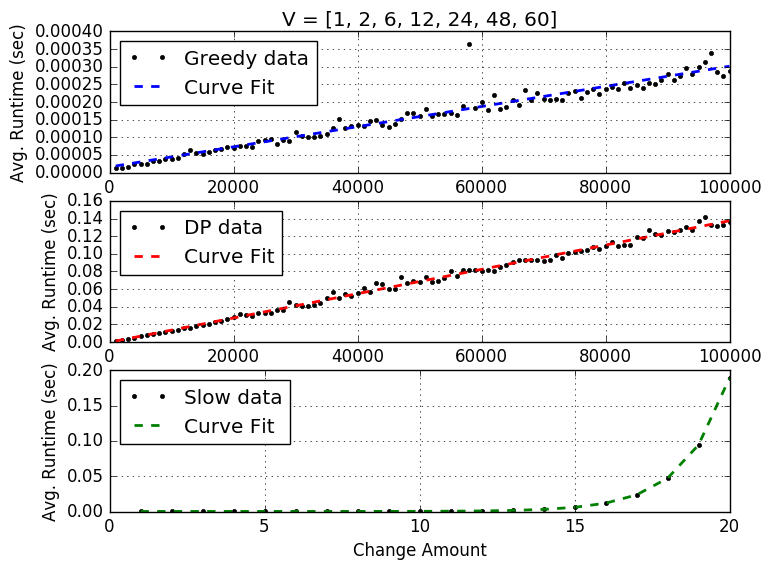 V = [1, 2, 6, 12, 24, 48, 60]
Avg. Runtime (sec)
0.00040
0.00035
0.00030
0.00025
0.00020
0.00015
0.00010
0.00005
0.00000
Greedy data
Curve Fit
0 20000 40000 60000 80000 100000
Avg. Runtime (sec)
0.16
0.14
0.12
0.10
0.08
0.06
0.04
0.02
0.00
DP data
Curve Fit
0 20000 40000 60000 80000 100000
Avg. Runtime (sec)
0.20
0.15
0.10
0.05
0.00
Slow data
Curve Fit
0 5 10 15 20
Change Amount